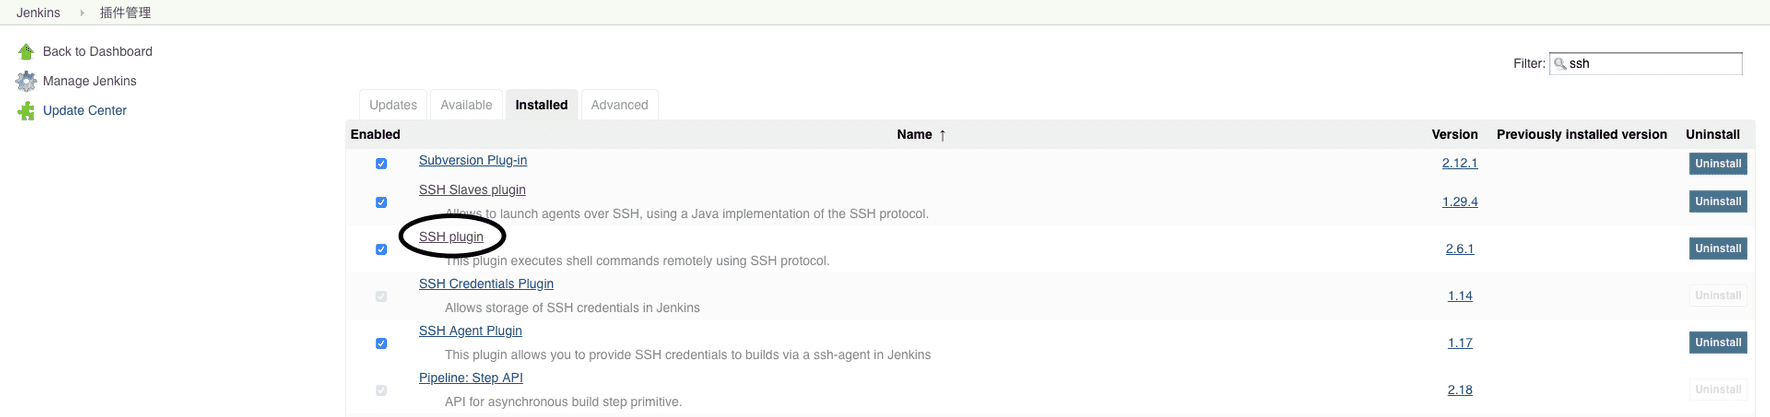 Jenkins 插件管理
Back to Dashboard
Manage Jenkins
Update Center
Filter: ssh
Updates Available Installed Advanced
Enabled Name ↑ Version Previously installed version Uninstall
Subversion Plug-in 2.12.1 Uninstall
SSH Slaves plugin
Allows to launch agents over SSH, using a Java implementation of the SSH protocol. 1.29.4 Uninstall
SSH plugin
This plugin executes shell commands remotely using SSH protocol. 2.6.1 Uninstall
SSH Credentials Plugin
Allows storage of SSH credentials in Jenkins 1.14 Uninstall
SSH Agent Plugin
This plugin allows you to provide SSH credentials to builds via a ssh-agent in Jenkins 1.17 Uninstall
Pipeline: Step API
API for asynchronous build step primitive. 2.18 Uninstall